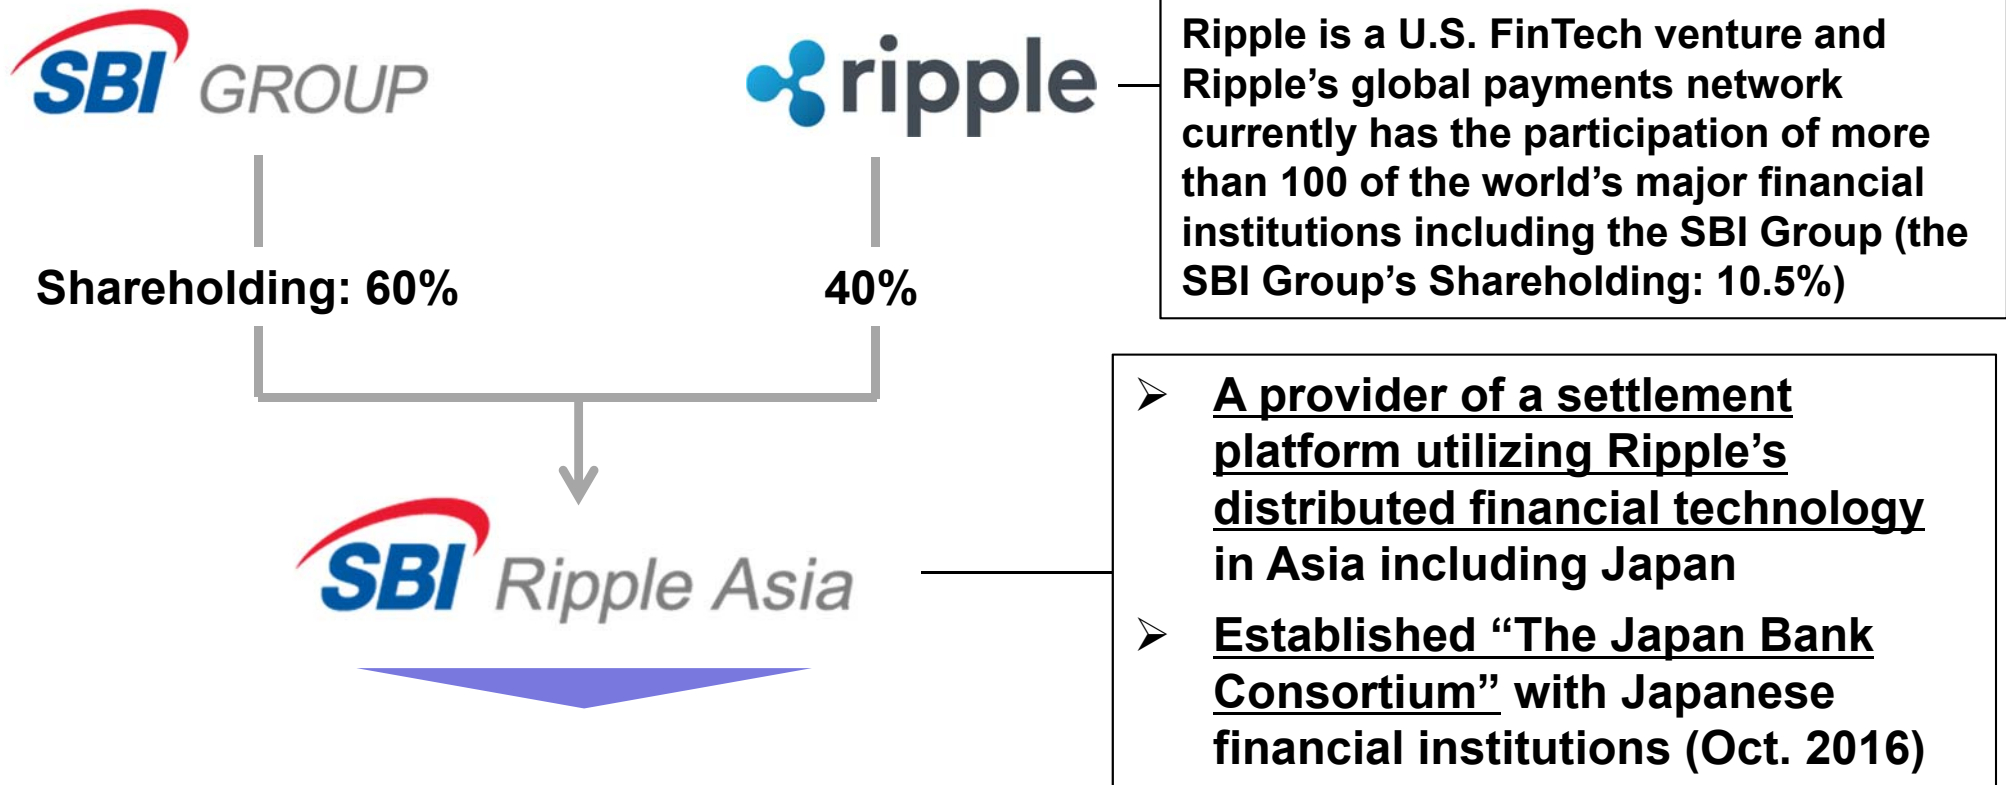 SBI GROUP
ripple
Ripple is a U.S. FinTech venture and
Ripple’s global payments network
currently has the participation of more
than 100 of the world’s major financial
institutions including the SBI Group (the
SBI Group’s Shareholding: 10.5%)
Shareholding: 60%
40%
SBI Ripple Asia
➢ A provider of a settlement
platform utilizing Ripple’s
distributed financial technology
in Asia including Japan
➢ Established “The Japan Bank
Consortium” with Japanese
financial institutions (Oct. 2016)